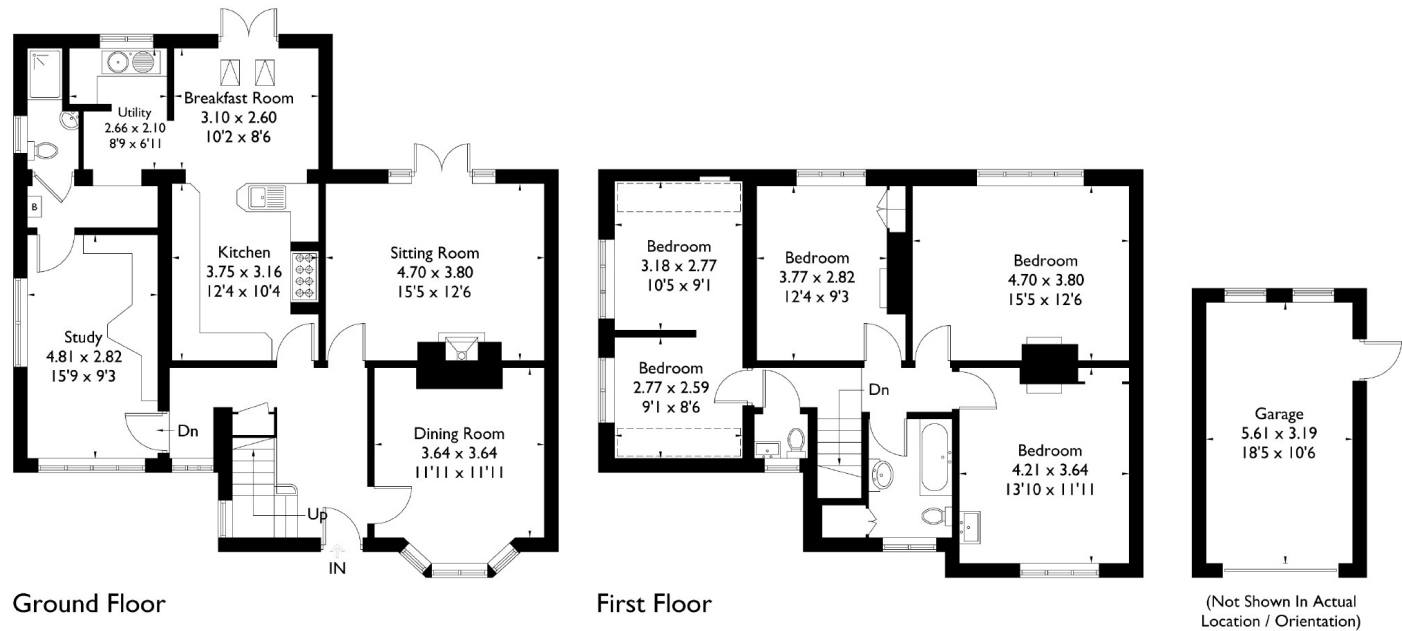 Utility
2.66 x 2.10
8'9 x 6'11
Breakfast Room
3.10 x 2.60
10'2 x 8'6
B
Kitchen
3.75 x 3.16
12'4 x 10'4
Sitting Room
4.70 x 3.80
15'5 x 12'6
Study
4.81 x 2.82
15'9 x 9'3
Dn
Dining Room
3.64 x 3.64
11'11 x 11'11
Up
IN
Ground Floor
Bedroom
3.18 x 2.77
10'5 x 9'1
Bedroom
3.77 x 2.82
12'4 x 9'3
Bedroom
4.70 x 3.80
15'5 x 12'6
Bedroom
2.77 x 2.59
9'1 x 8'6
Dn
Bedroom
4.21 x 3.64
13'10 x 11'11
First Floor
Garage
5.61 x 3.19
18'5 x 10'6
(Not Shown In Actual
Location / Orientation)